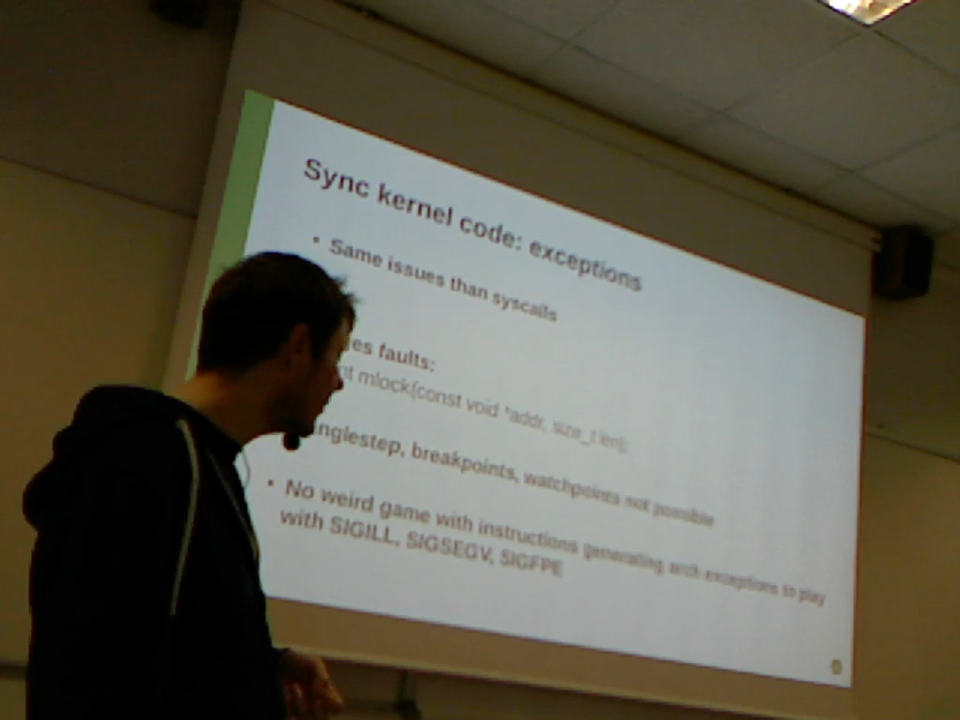 Sync kernel code: exceptions
• Same issues than syscalls
es faults:
nt mlock(const void *addr, size_t len);
nglestep, breakpoints, watchpoints not possible
• No weird game with instructions generating arch exceptions to play
with SIGILL, SIGSEGV, SIGFPE